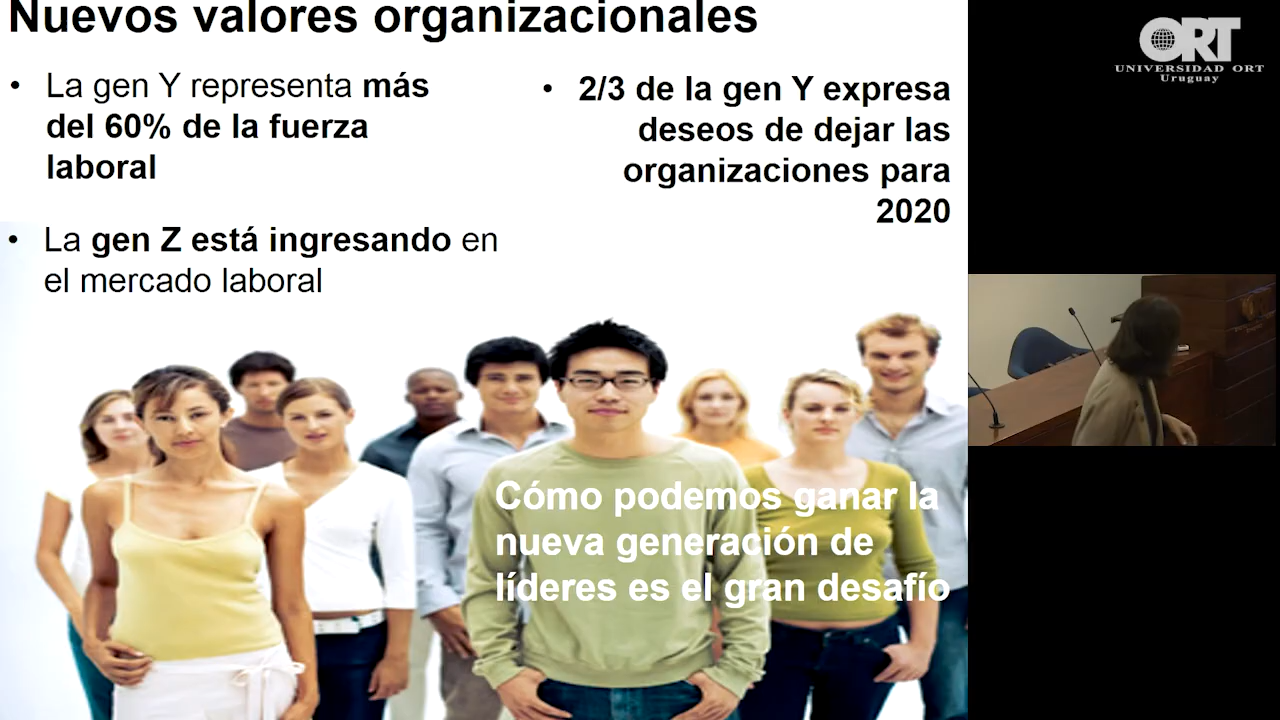 Nuevos valores organizacionales
• La gen Y representa más
del 60% de la fuerza
laboral
• La gen Z está ingresando en
el mercado laboral
• 2/3 de la gen Y expresa
deseos de dejar las
organizaciones para
2020
Cómo podemos ganar la
nueva generación de
líderes es el gran desafío
ORT
UNIVERSIDAD ORT
Uruguay